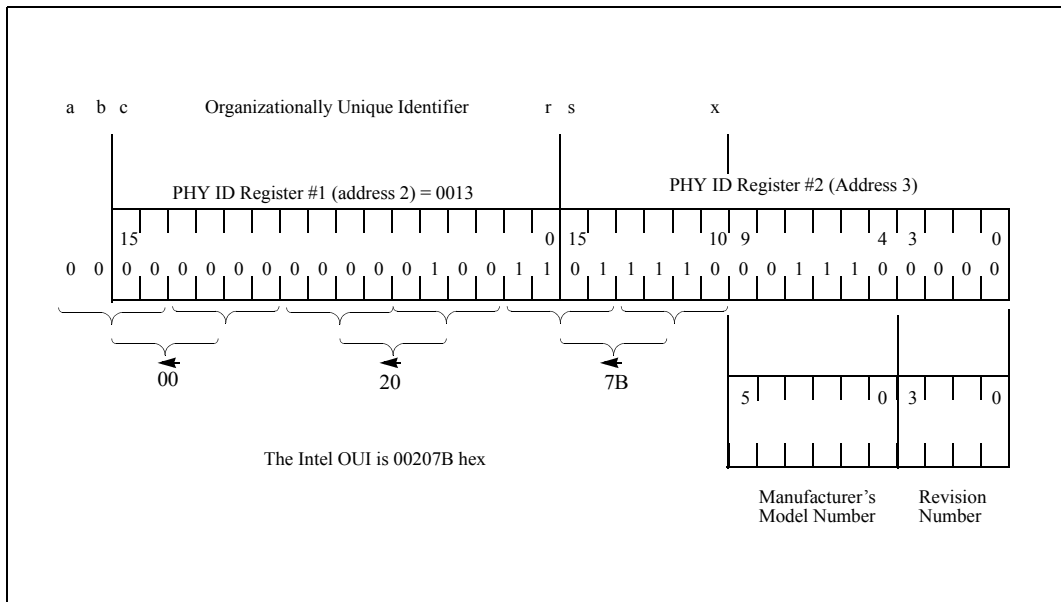 a b c Organizationally Unique Identifier r s x
PHY ID Register #1 (address 2) = 0013
PHY ID Register #2 (Address 3)
15 0 15 10 9 4 3 0
0 0 0 0 0 0 0 0 0 0 0 0 0 1 0 0 1 1 0 1 1 1 1 0 0 0 1 1 1 0 0 0 0 0
00 20 7B
5 0 3 0
The Intel OUI is 00207B hex
Manufacturer’s Revision
Model Number Number